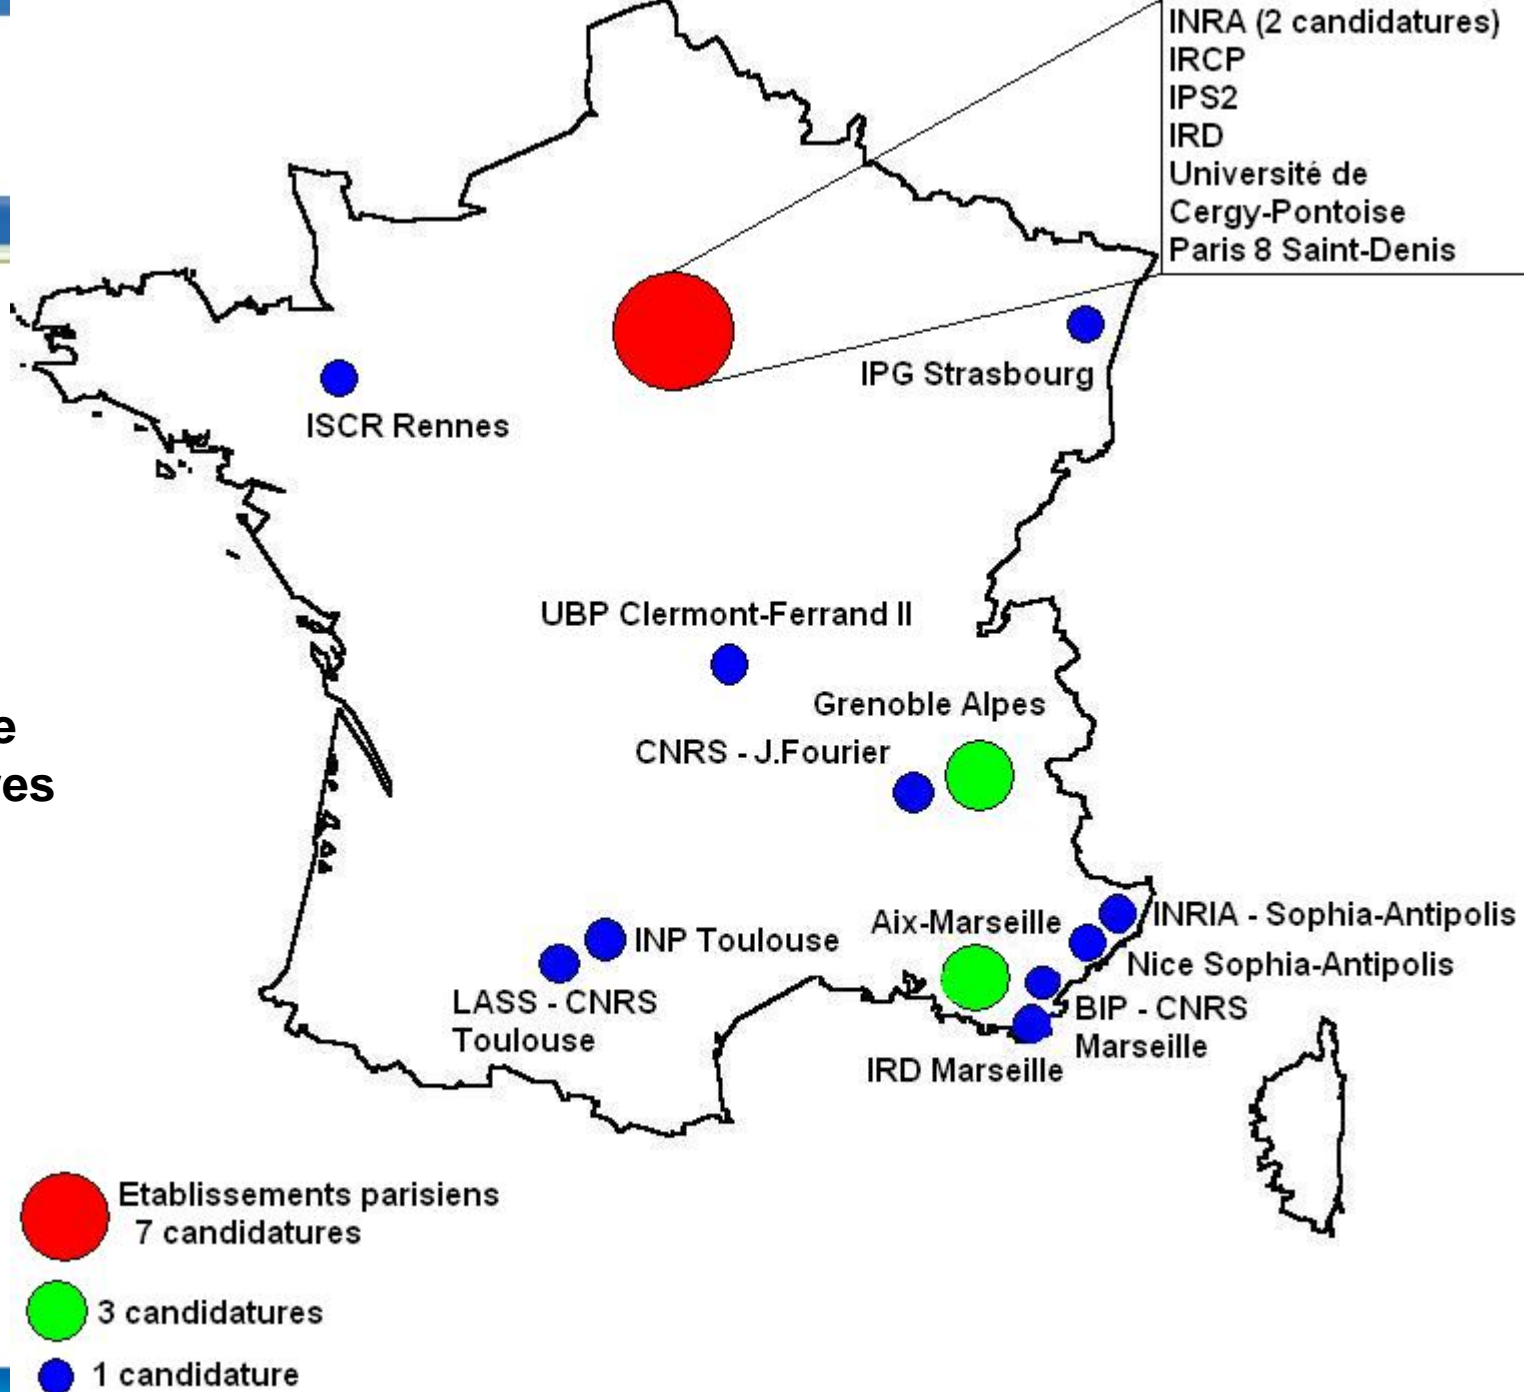 INRA (2 candidatures)
IRCP
IPS2
IRD
Université de
Cergy-Pontoise
Paris 8 Saint-Denis
IPG Strasbourg
ISCR Rennes
UBP Clermont-Ferrand II
Grenoble Alpes
CNRS - J.Fourier
Aix-Marseille
INRIA - Sophia-Antipolis
INP Toulouse
Nice Sophia-Antipolis
LASS - CNRS
Toulouse
BIP - CNRS
Marseille
IRD Marseille
Etablissements parisiens
7 candidatures
3 candidatures
1 candidature